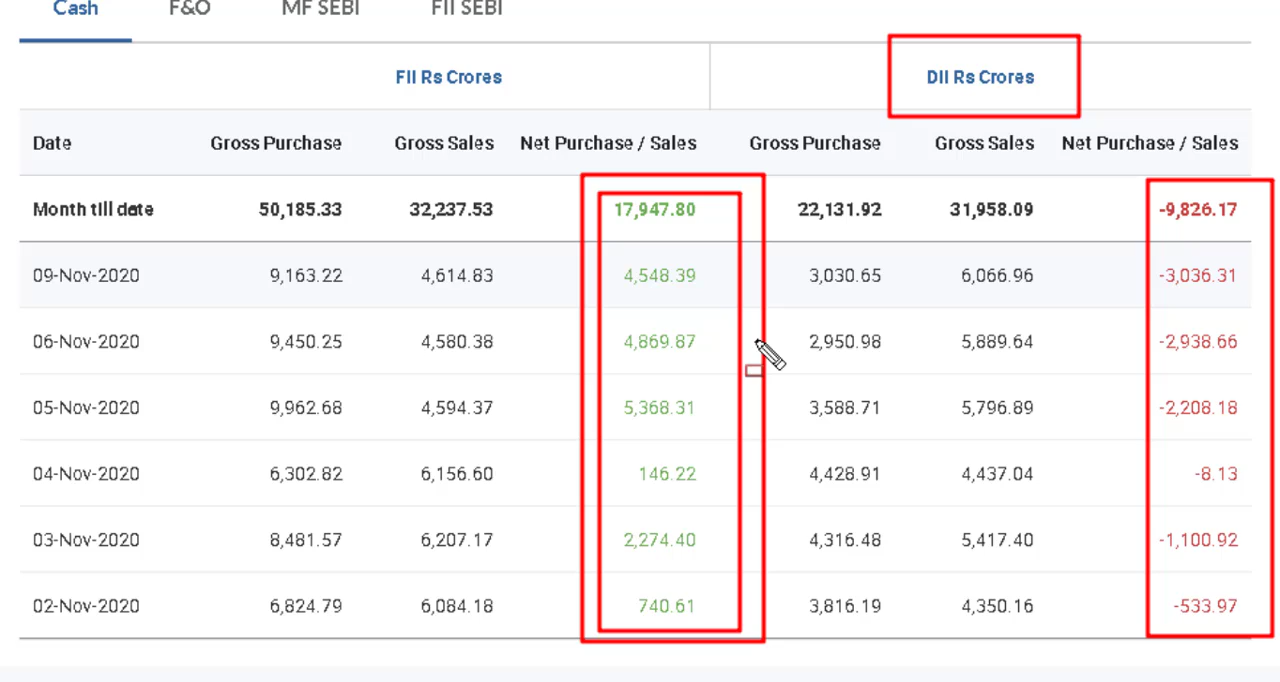 Cash F&O MF SEBI FII SEBI
FII Rs Crores DII Rs Crores
Date Gross Purchase Gross Sales Net Purchase / Sales Gross Purchase Gross Sales Net Purchase / Sales
Month till date 50,185.33 32,237.53 17,947.80 22,131.92 31,958.09 -9,826.17
09-Nov-2020 9,163.22 4,614.83 4,548.39 3,030.65 6,066.96 -3,036.31
06-Nov-2020 9,450.25 4,580.38 4,869.87 2,950.98 5,889.64 -2,938.66
05-Nov-2020 9,962.68 4,594.37 5,368.31 3,588.71 5,796.89 -2,208.18
04-Nov-2020 6,302.82 6,156.60 146.22 4,428.91 4,437.04 -8.13
03-Nov-2020 8,481.57 6,207.17 2,274.40 4,316.48 5,417.40 -1,100.92
02-Nov-2020 6,824.79 6,084.18 740.61 3,816.19 4,350.16 -533.97